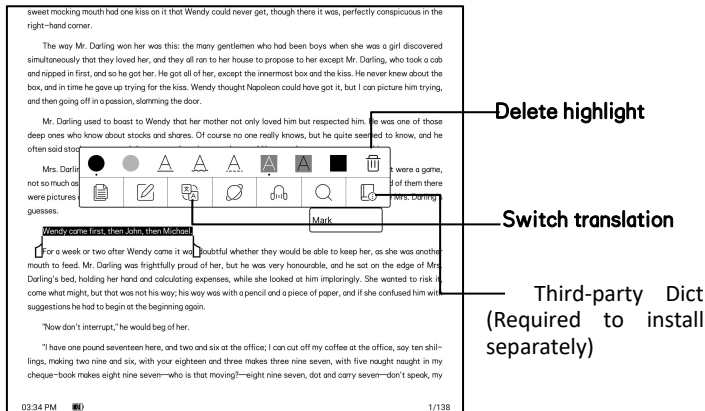 sweet mocking mouth had one kiss on it that Wendy could never get, though there it was, perfectly conspicuous in the
right-hand corner.
The way Mr. Darling won her was this: the many gentlemen who had been boys when she was a girl discovered
simultaneously that they loved her, and they all ran to her house to propose to her except Mr. Darling, who took a cab
and nipped in first, and so he got her. He got all of her, except the innermost box and the kiss. He never knew about the
box, and in time he gave up trying for the kiss. Wendy thought Napoleon could have got it, but I can picture him trying,
and then going off in a passion, slamming the door.
Mr. Darling used to boast to Wendy that her mother not only loved him but respected him. He was one of those
deep ones who know about stocks and shares. Of course no one really knows, but he quite seemed to know, and he
often said
Mrs. t were a game,
not so much as d of them there
were pictures Mrs. Darling's
guesses.
Mark
Wendy came first, then John, then Michael.
For a week or two after Wendy came it was doubtful whether they would be able to keep her, as she was another
mouth to feed. Mr. Darling was frightfully proud of her, but he was very honourable, and he sat on the edge of Mrs.
Darling's bed, holding her hand and calculating expenses, while she looked at him imploringly. She wanted to risk it,
come what might, but that was not his way; his way was with a pencil and a piece of paper, and if she confused him with
suggestions he had to begin at the beginning again.
"Now don't interrupt," he would beg of her.
"I have one pound seventeen here, and two and six at the office; I can cut off my coffee at the office, say ten shil-
lings, making two nine and six, with your eighteen and three makes three nine seven, with five naught naught in my
cheque-book makes eight nine seven—who is that moving?—eight nine seven, dot and carry seven—don't speak, my
03:34 PM 1/138
Delete highlight
Switch translation
Third-party Dict
(Required to install
separately)